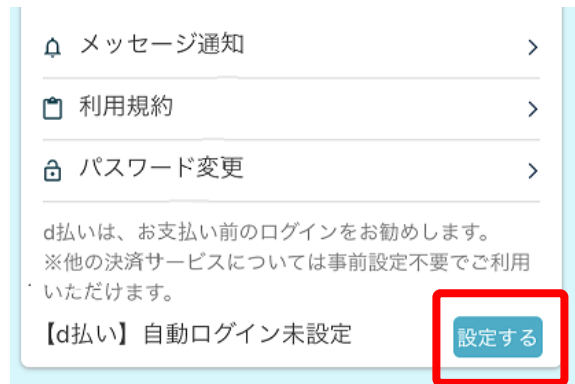 メッセージ通知
利用規約
パスワード変更
d払いは、お支払い前のログインをお勧めします。
※他の決済サービスについては事前設定不要でご利用
いただけます。
【d払い】自動ログイン未設定 設定する